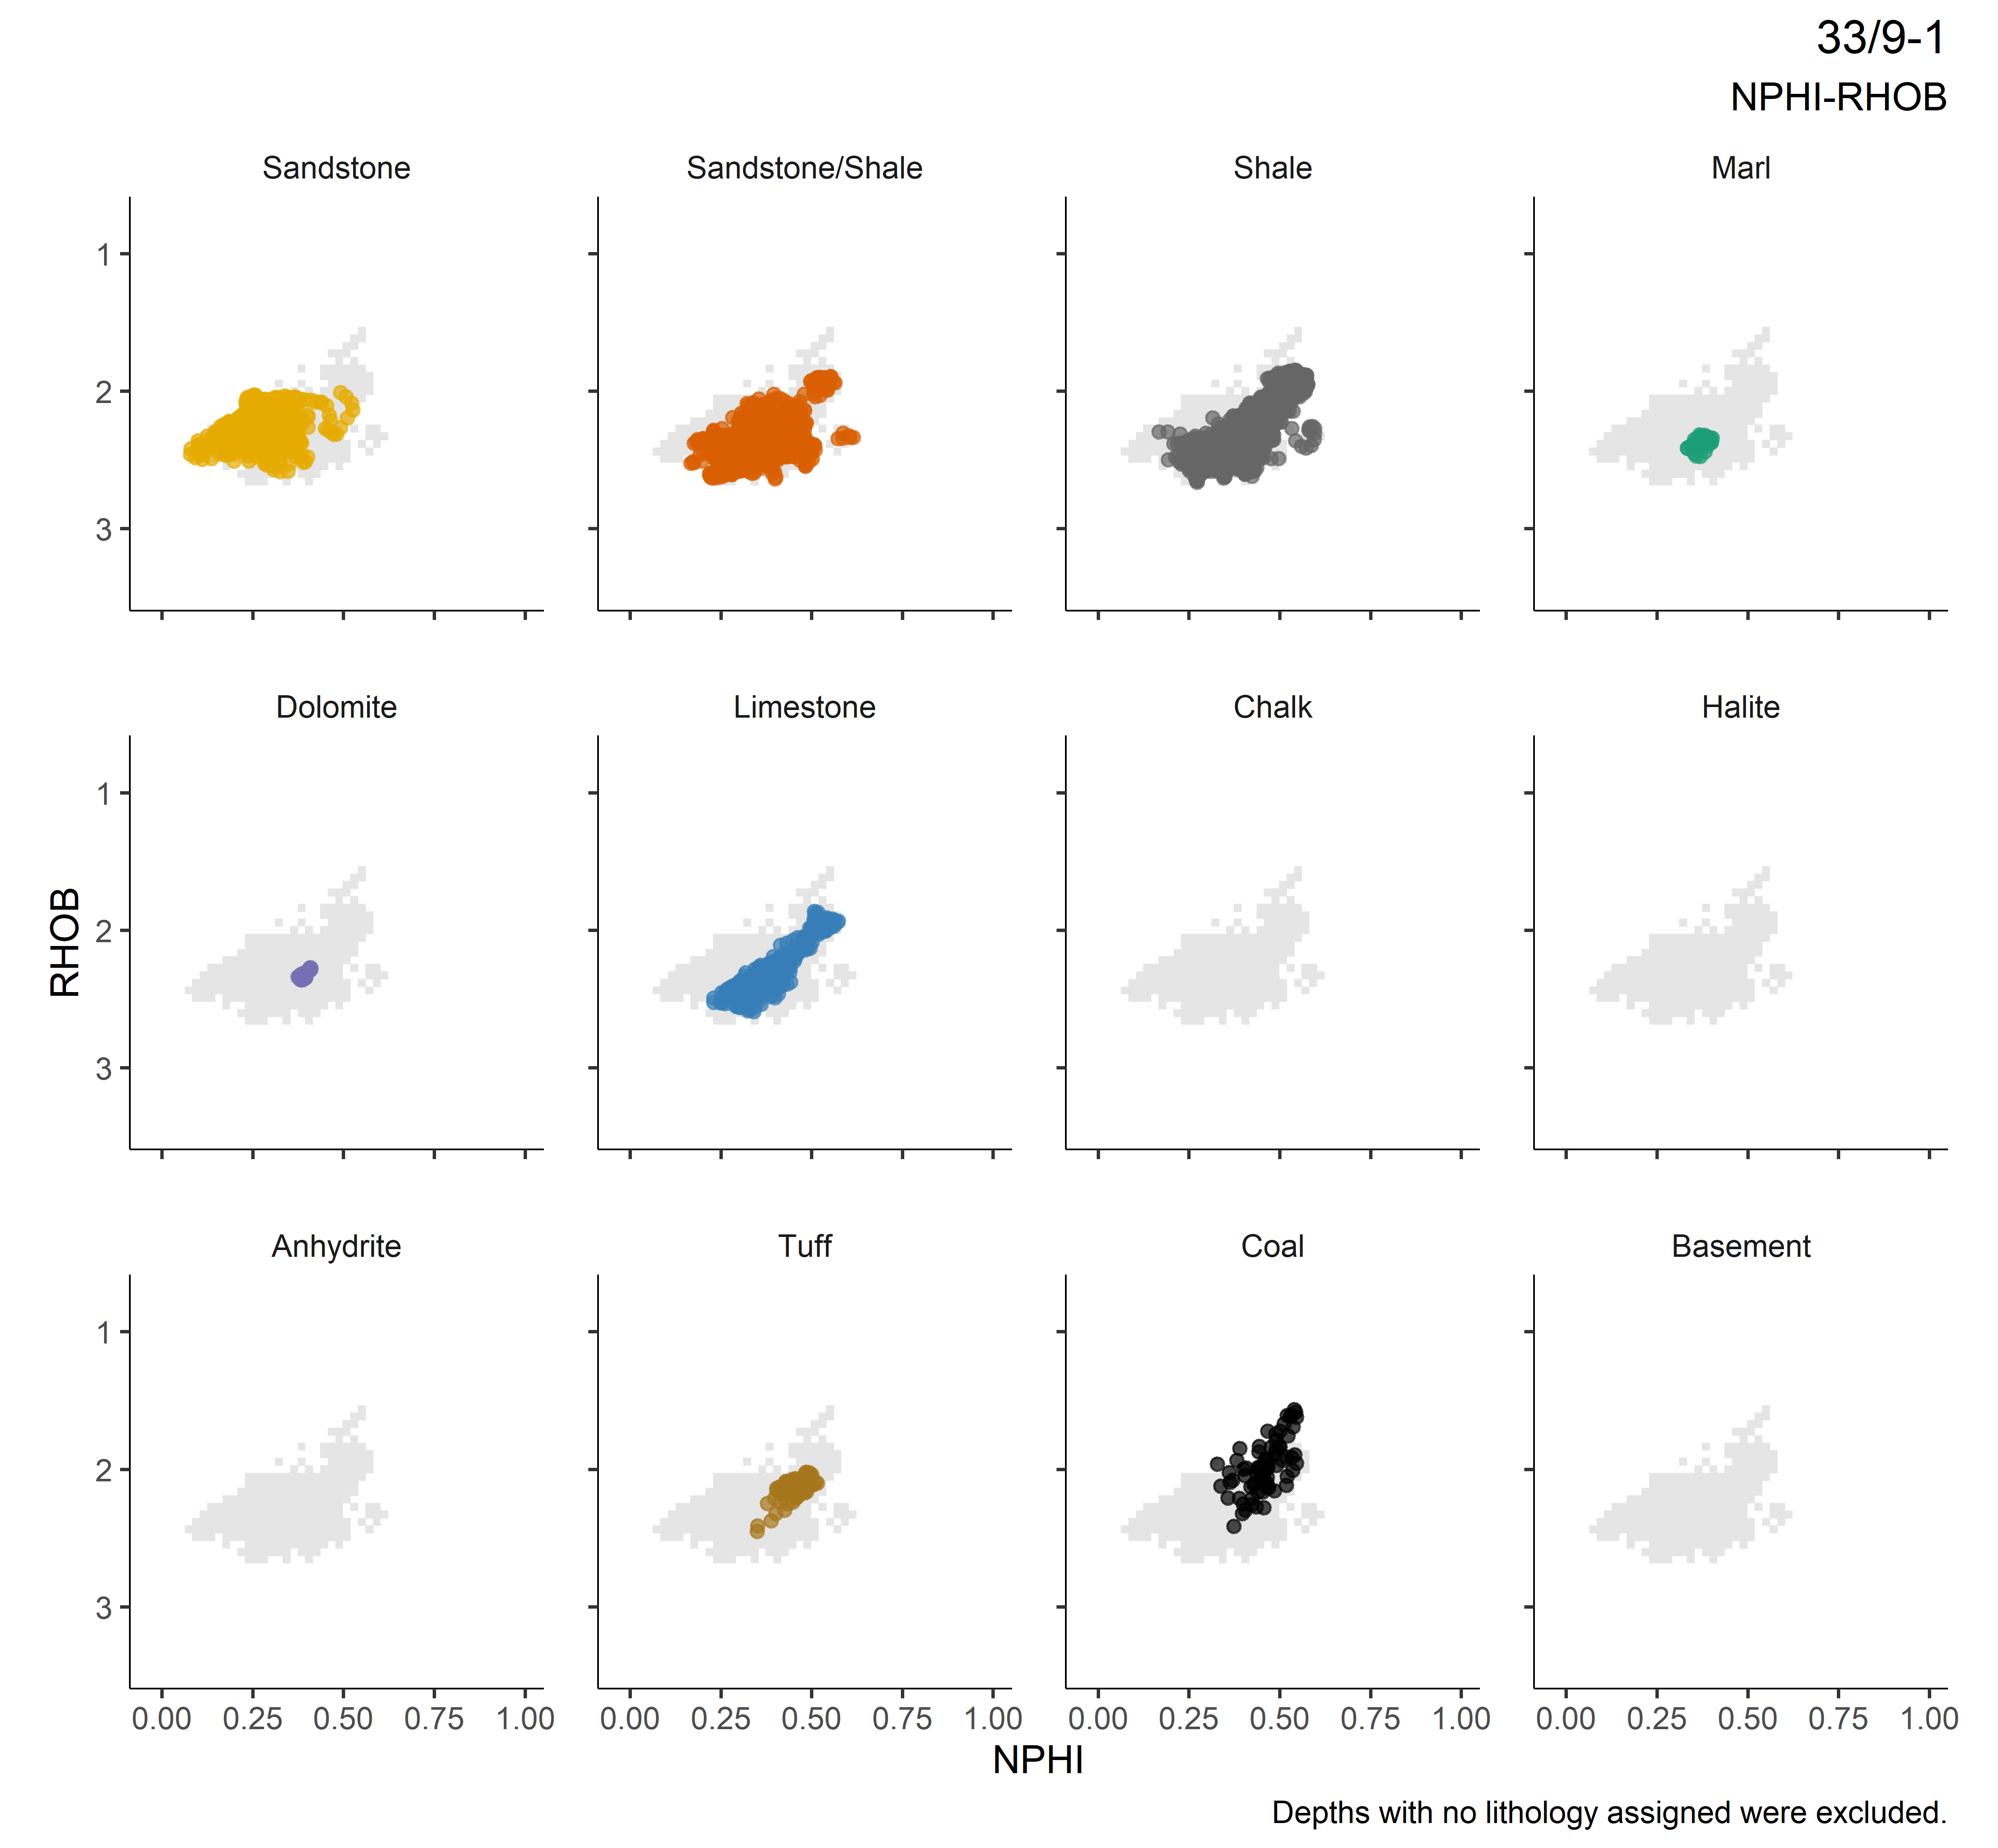 33/9-1
NPHI-RHOB
Sandstone Sandstone/Shale Shale Marl
1
2
3
Dolomite Limestone Chalk Halite
1
2
3
RHOB
Anhydrite Tuff Coal Basement
1
2
3
0.00 0.25 0.50 0.75 1.00 0.00 0.25 0.50 0.75 1.00 0.00 0.25 0.50 0.75 1.00 0.00 0.25 0.50 0.75 1.00
NPHI
Depths with no lithology assigned were excluded.